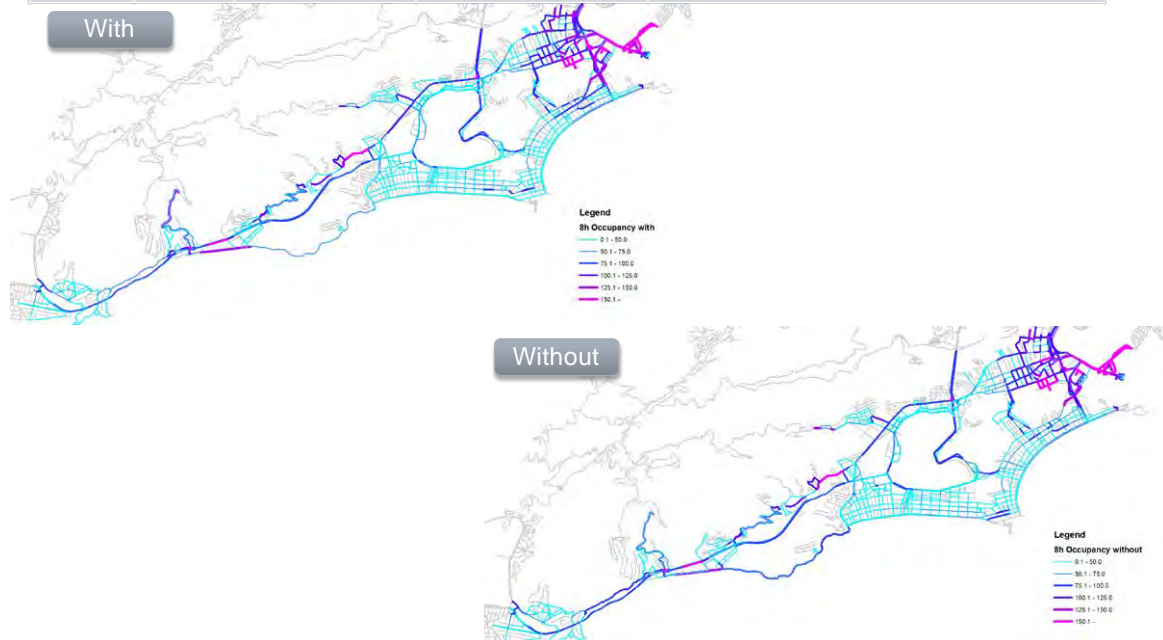 With
Legend
8h Occupancy with
0.1 - 50.0
50.1 - 75.0
75.1 - 100.0
100.1 - 125.0
125.1 - 150.0
150.1 -
Without
Legend
8h Occupancy without
0.1 - 50.0
50.1 - 75.0
75.1 - 100.0
100.1 - 125.0
125.1 - 150.0
150.1 -